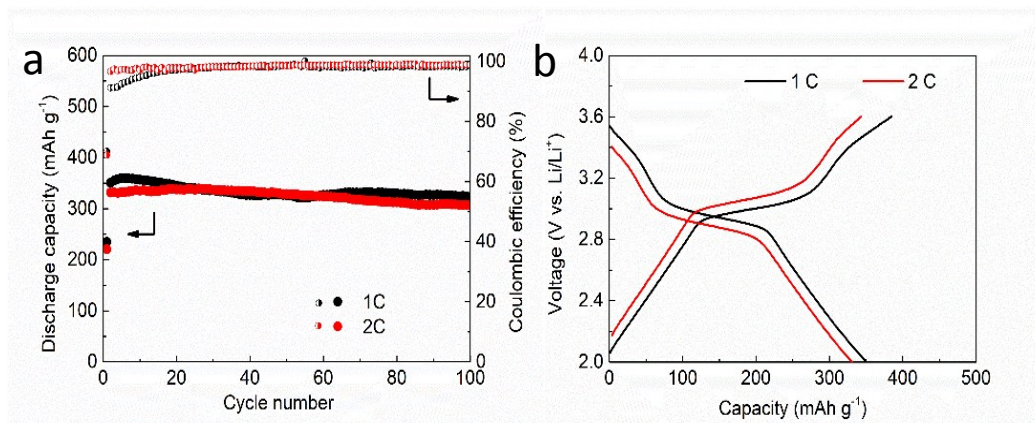 a
600
500
400
300
200
100
0
Discharge capacity (mAh g⁻¹)
0 20 40 60 80 100
Cycle number
100
80
60
40
20
0
Coulombic efficiency (%)
1C
2C
b
4.0
3.6
3.2
2.8
2.4
2.0
Voltage (V vs. Li/Li⁺)
1 C 2 C
0 100 200 300 400 500
Capacity (mAh g⁻¹)